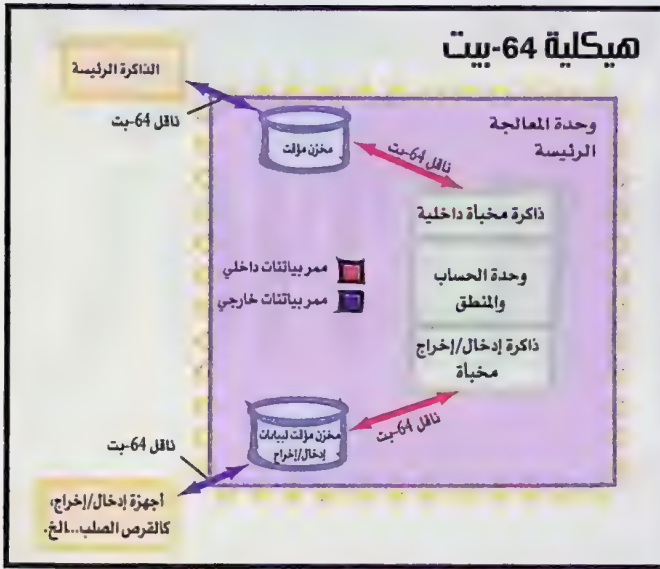 هيكلية 64-بيت
الذاكرة الرئيسة
ناقل 64-بت
وحدة المعالجة
الرئيسة
مخزن مؤقت
ناقل 64-بت
ذاكرة مخبأة داخلية
وحدة الحساب
والمنطق
ذاكرة إدخال/إخراج
مخبأة
ممر بياتنات داخلي
ممر بياتنات خارجي
مخزن مؤقت لبيانات
إدخال/إخراج
ناقل 64-بت
ناقل 64-بت
أجهزة إدخال/إخراج،
كالقرص الصلب...الخ.